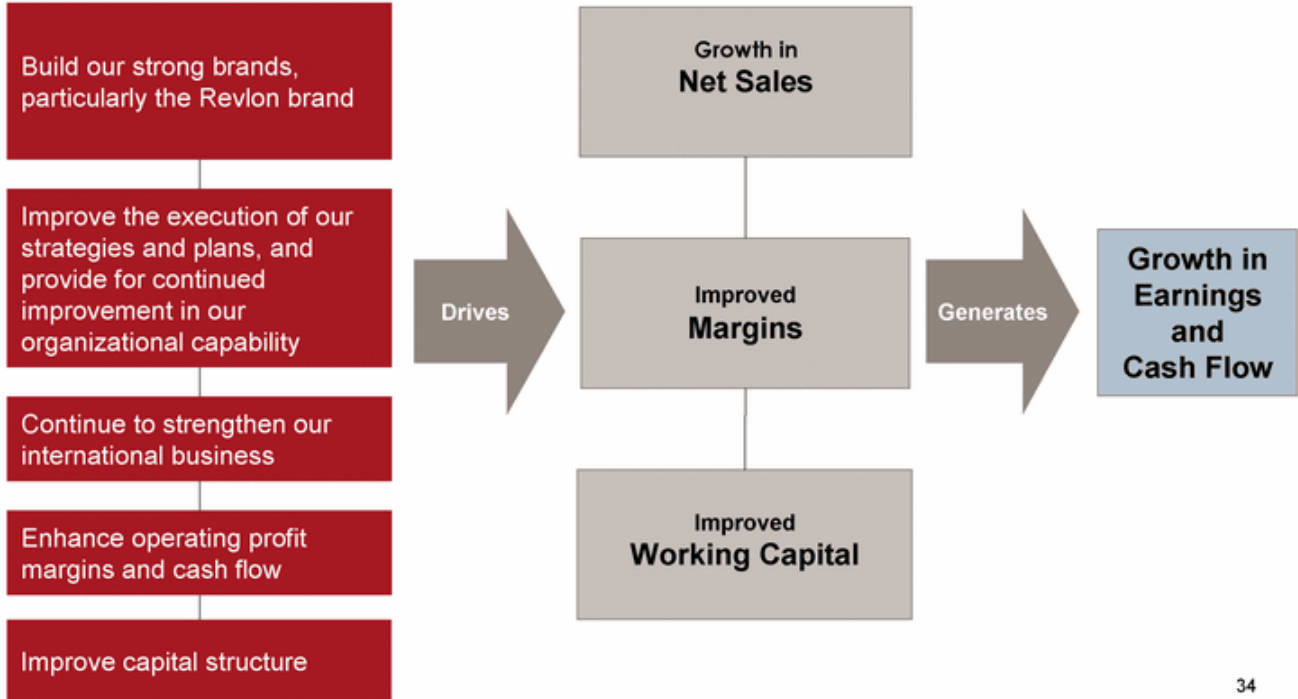 Build our strong brands,
particularly the Revlon brand
Improve the execution of our
strategies and plans, and
provide for continued
improvement in our
organizational capability
Continue to strengthen our
international business
Enhance operating profit
margins and cash flow
Improve capital structure
Drives
Growth in
Net Sales
Improved
Margins
Improved
Working Capital
Generates
Growth in
Earnings
and
Cash Flow
34